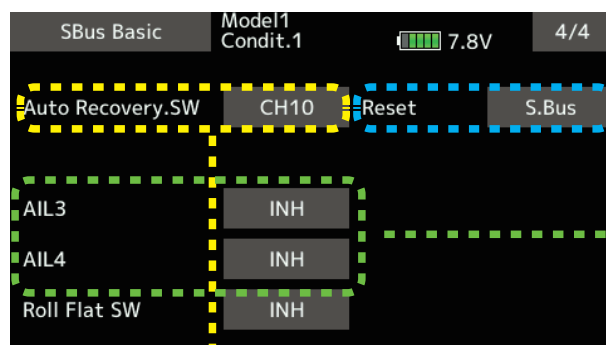 SBus Basic Model1 Condit.1 7.8V 4/4
Auto Recovery.SW CH10 Reset S.Bus
AIL3 INH
AIL4 INH
Roll Flat SW INH